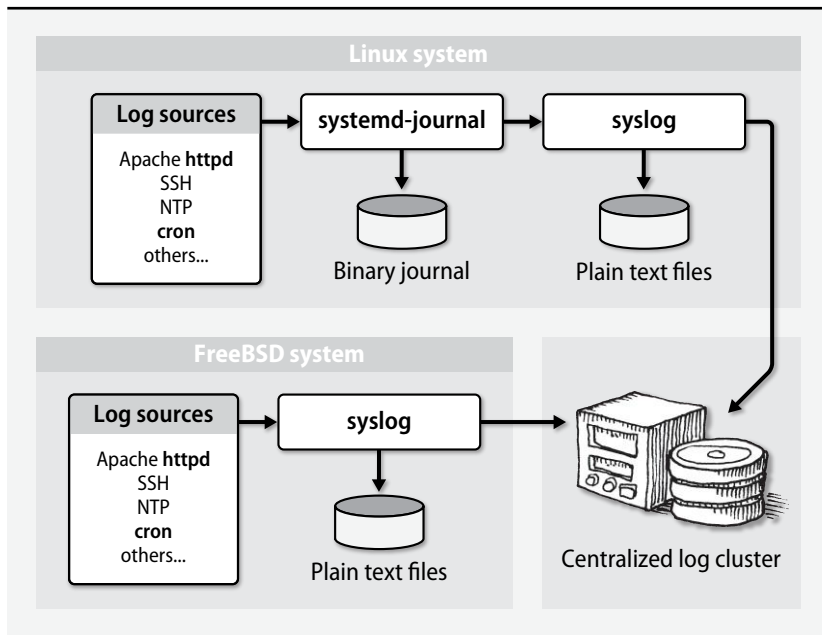 Linux system
Log sources
Apache httpd
SSH
NTP
cron
others...
systemd-journal
syslog
Binary journal
Plain text files
FreeBSD system
Log sources
Apache httpd
SSH
NTP
cron
others...
syslog
Plain text files
Centralized log cluster